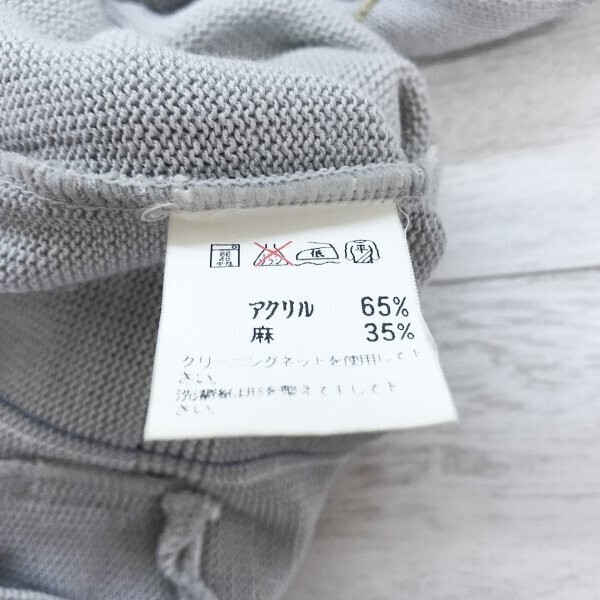 低 平
アクリル 65%
麻 35%
クリーニングネットを使用して下
さい。
洗濯後は形を整えて干して下
さい。